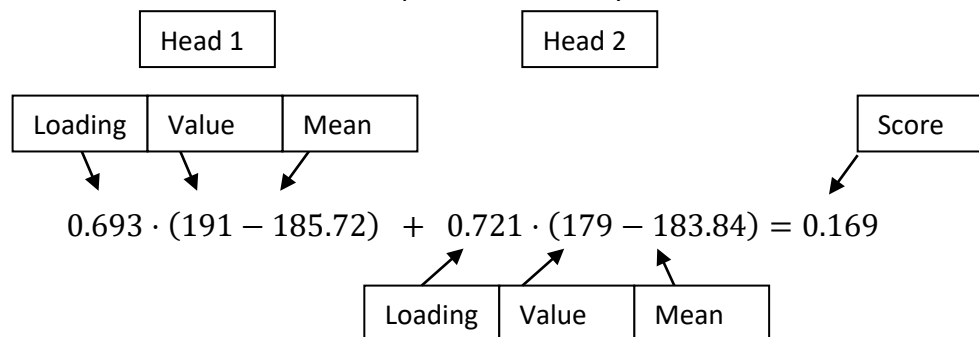 Head 1 Head 2
Loading Value Mean Score
0.693 · (191 − 185.72) + 0.721 · (179 − 183.84) = 0.169
Loading Value Mean